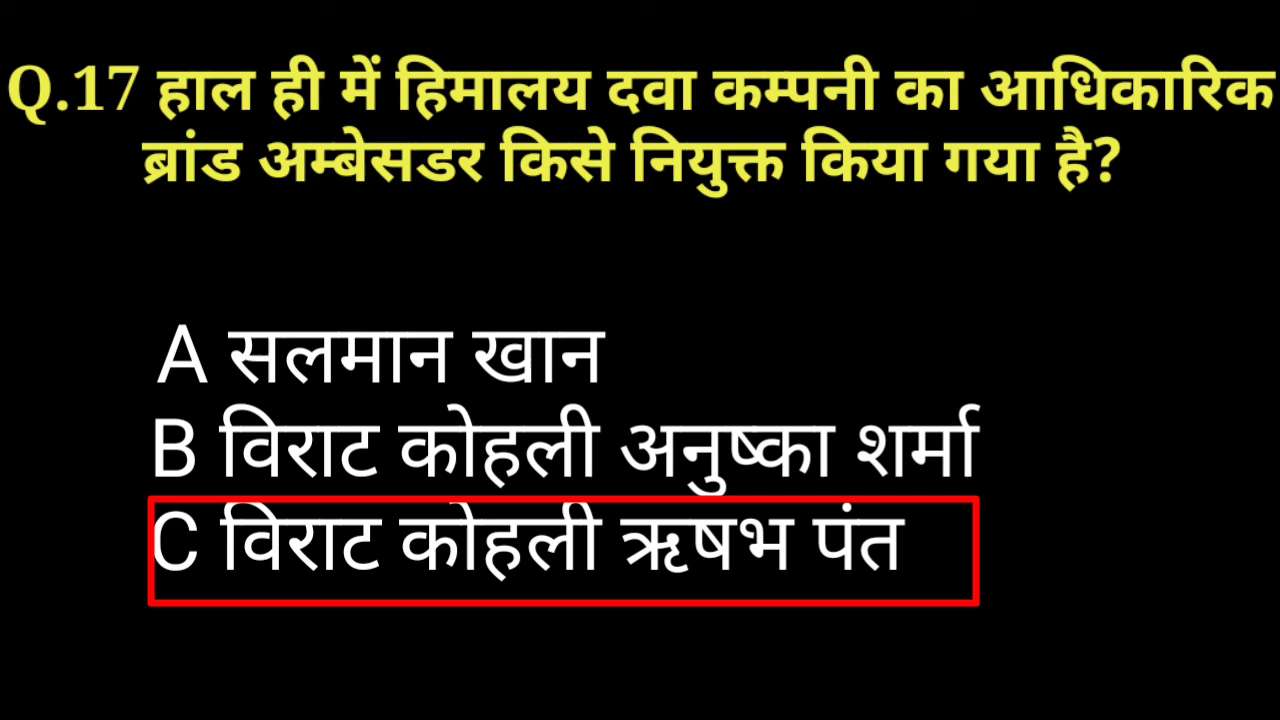 Q.17 हाल ही में हिमालय दवा कम्पनी का आधिकारिक
ब्रांड अम्बेसडर किसे नियुक्त किया गया है?
A सलमान खान
B विराट कोहली अनुष्का शर्मा
C विराट कोहली ऋषभ पंत